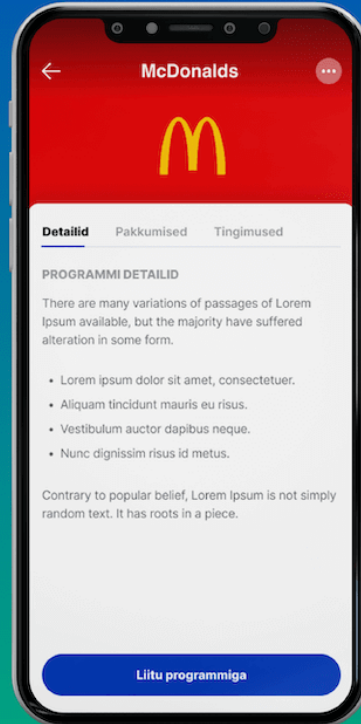 McDonalds
Detailid Pakkumised Tingimused
PROGRAMMI DETAILID
There are many variations of passages of Lorem
Ipsum available, but the majority have suffered
alteration in some form.
• Lorem ipsum dolor sit amet, consectetuer.
• Aliquam tincidunt mauris eu risus.
• Vestibulum auctor dapibus neque.
• Nunc dignissim risus id metus.
Contrary to popular belief, Lorem Ipsum is not simply
random text. It has roots in a piece.
Liitu programmiga